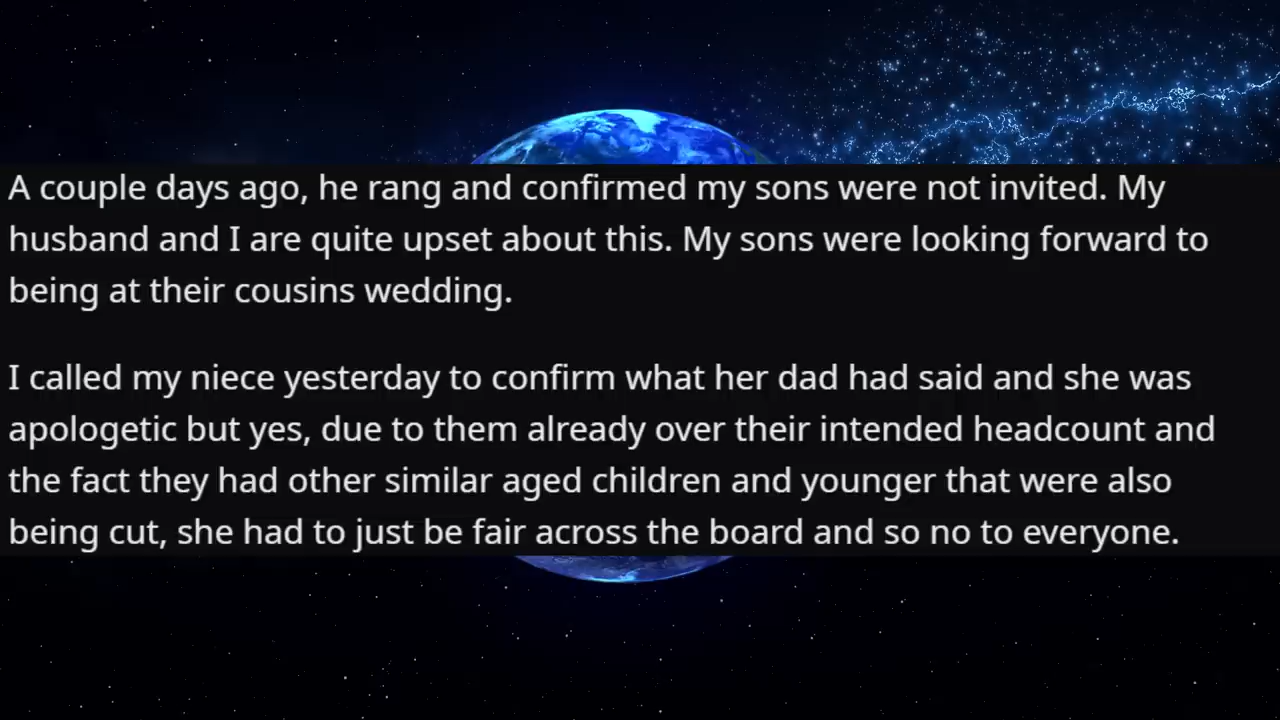 A couple days ago, he rang and confirmed my sons were not invited. My
husband and I are quite upset about this. My sons were looking forward to
being at their cousins wedding.
I called my niece yesterday to confirm what her dad had said and she was
apologetic but yes, due to them already over their intended headcount and
the fact they had other similar aged children and younger that were also
being cut, she had to just be fair across the board and so no to everyone.